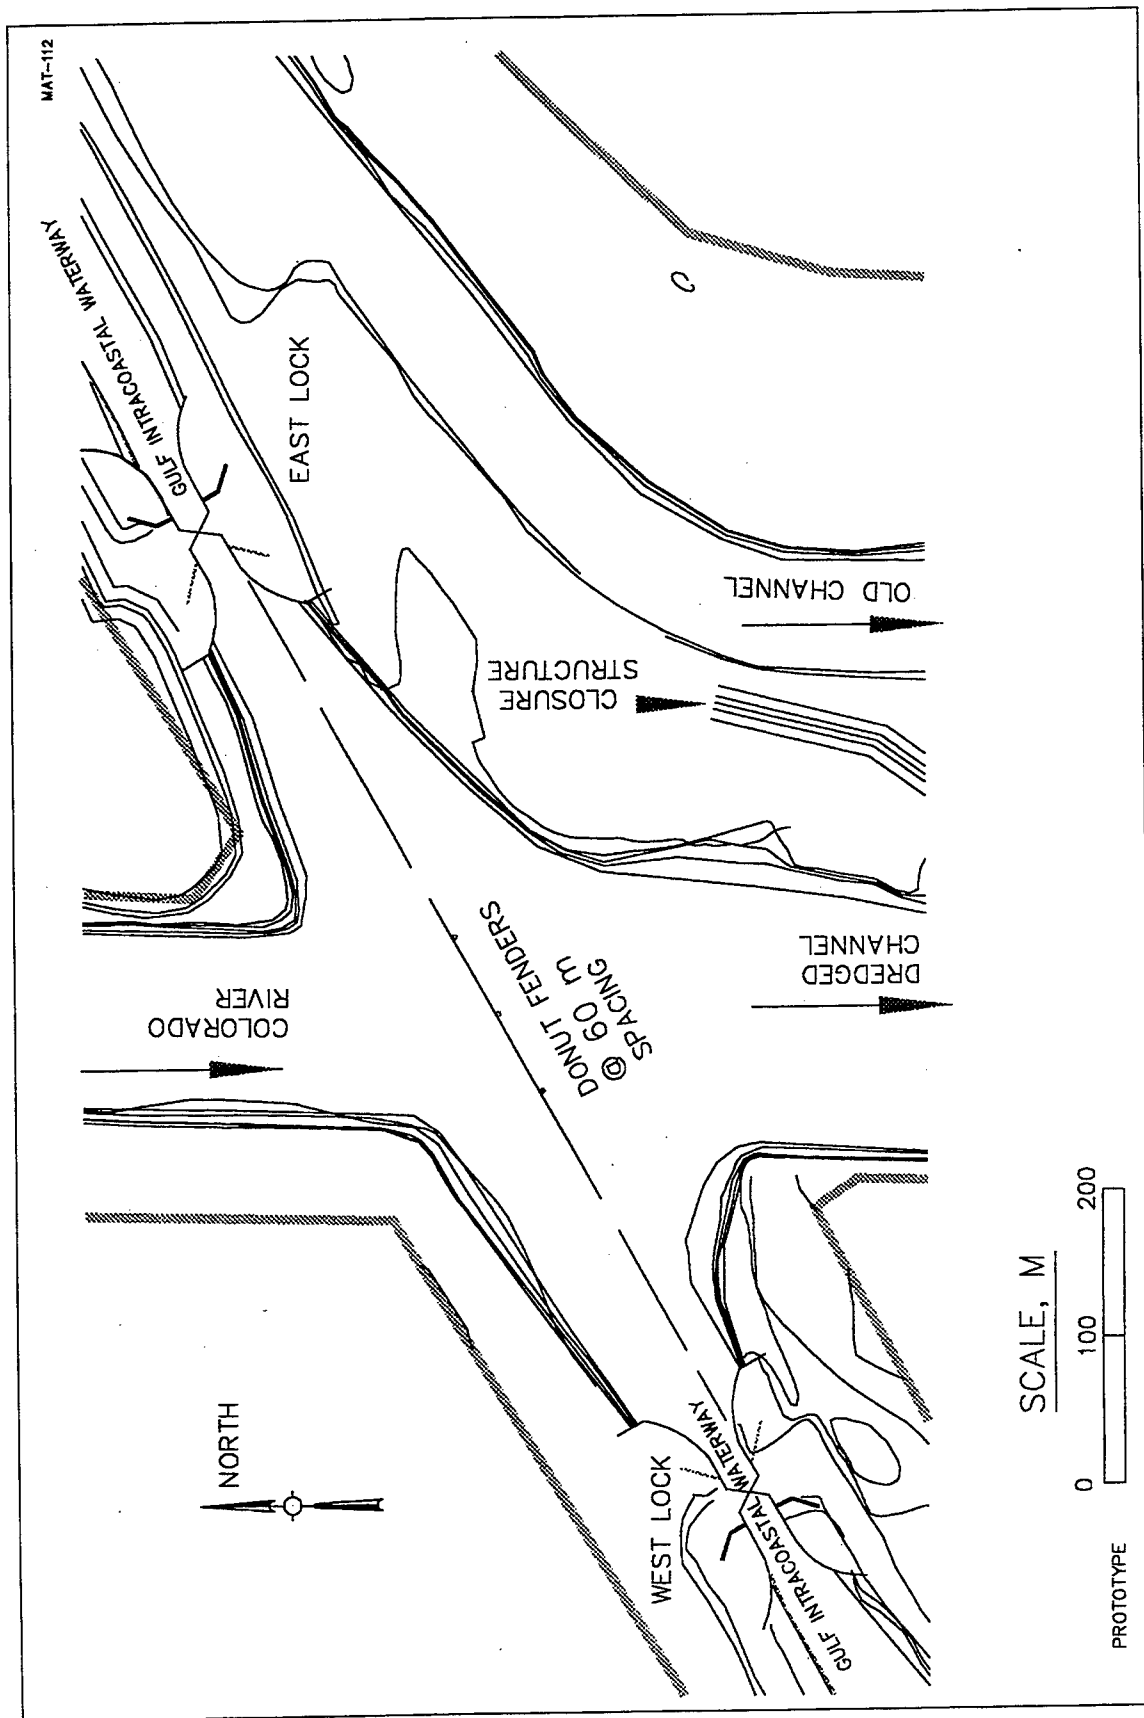 MAT-112
GULF INTRACOASTAL WATERWAY
EAST LOCK
COLORADO
RIVER
CLOSURE
STRUCTURE
OLD CHANNEL
DONUT FENDERS
@ 60 m
SPACING
DREDGED
CHANNEL
NORTH
WEST LOCK
GULF INTRACOASTAL WATERWAY
SCALE, M
0 100 200
PROTOTYPE